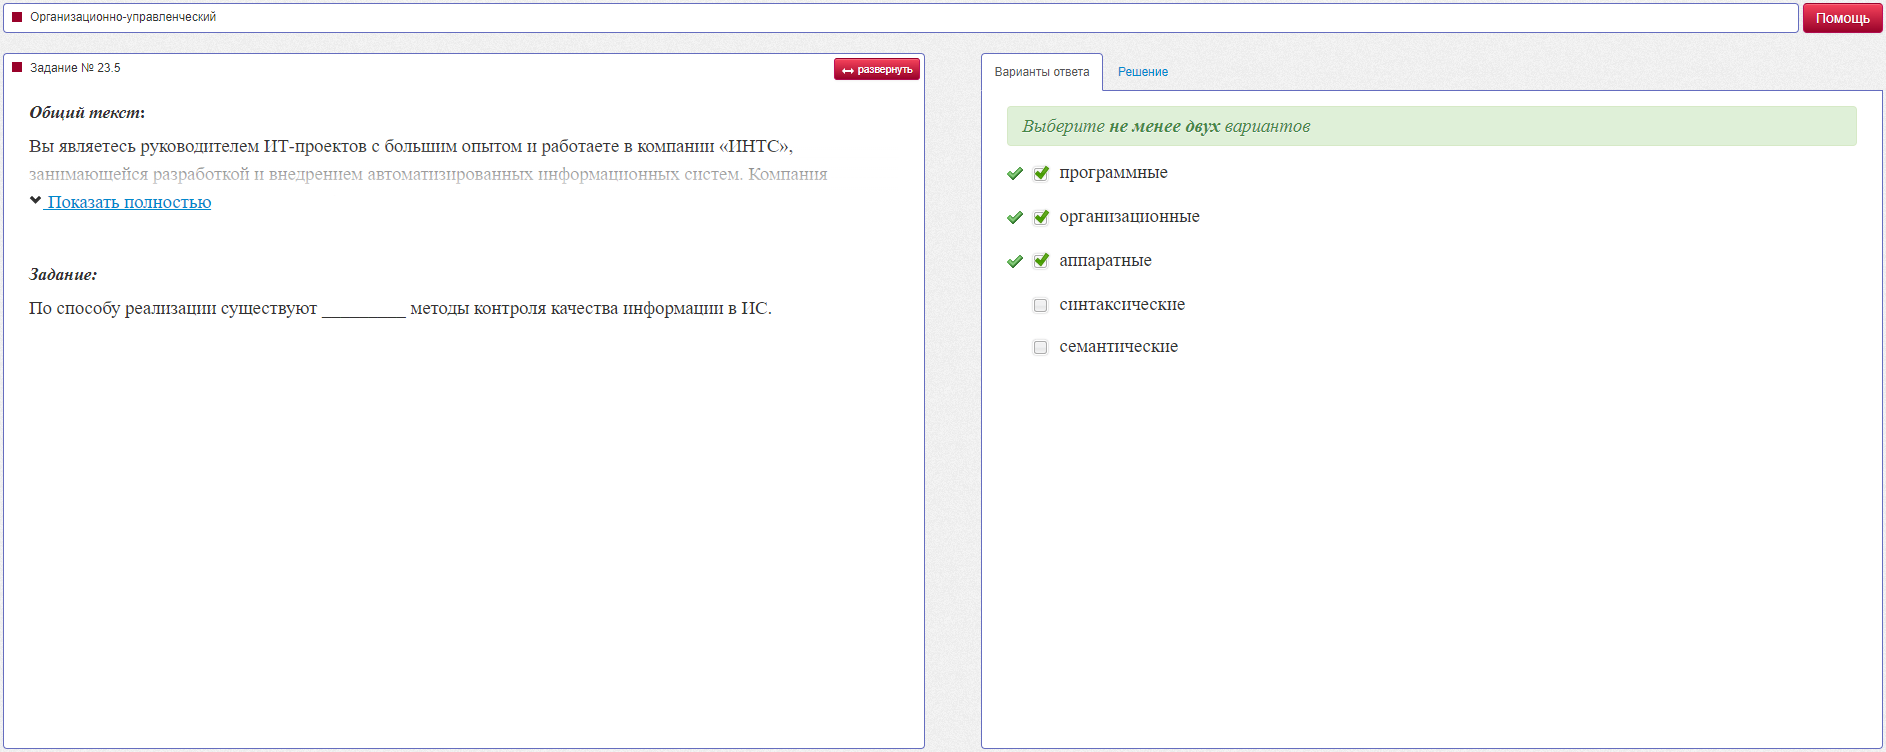 Организационно-управленческий
Помощь
Задание № 23.5
развернуть
Общий текст:
Вы являетесь руководителем ИТ-проектов с большим опытом и работаете в компании «ИНТС»,
занимающейся разработкой и внедрением автоматизированных информационных систем. Компания
Показать полностью
Задание:
По способу реализации существуют _________ методы контроля качества информации в ИС.
Варианты ответа
Решение
Выберите не менее двух вариантов
программные
организационные
аппаратные
синтаксические
семантические